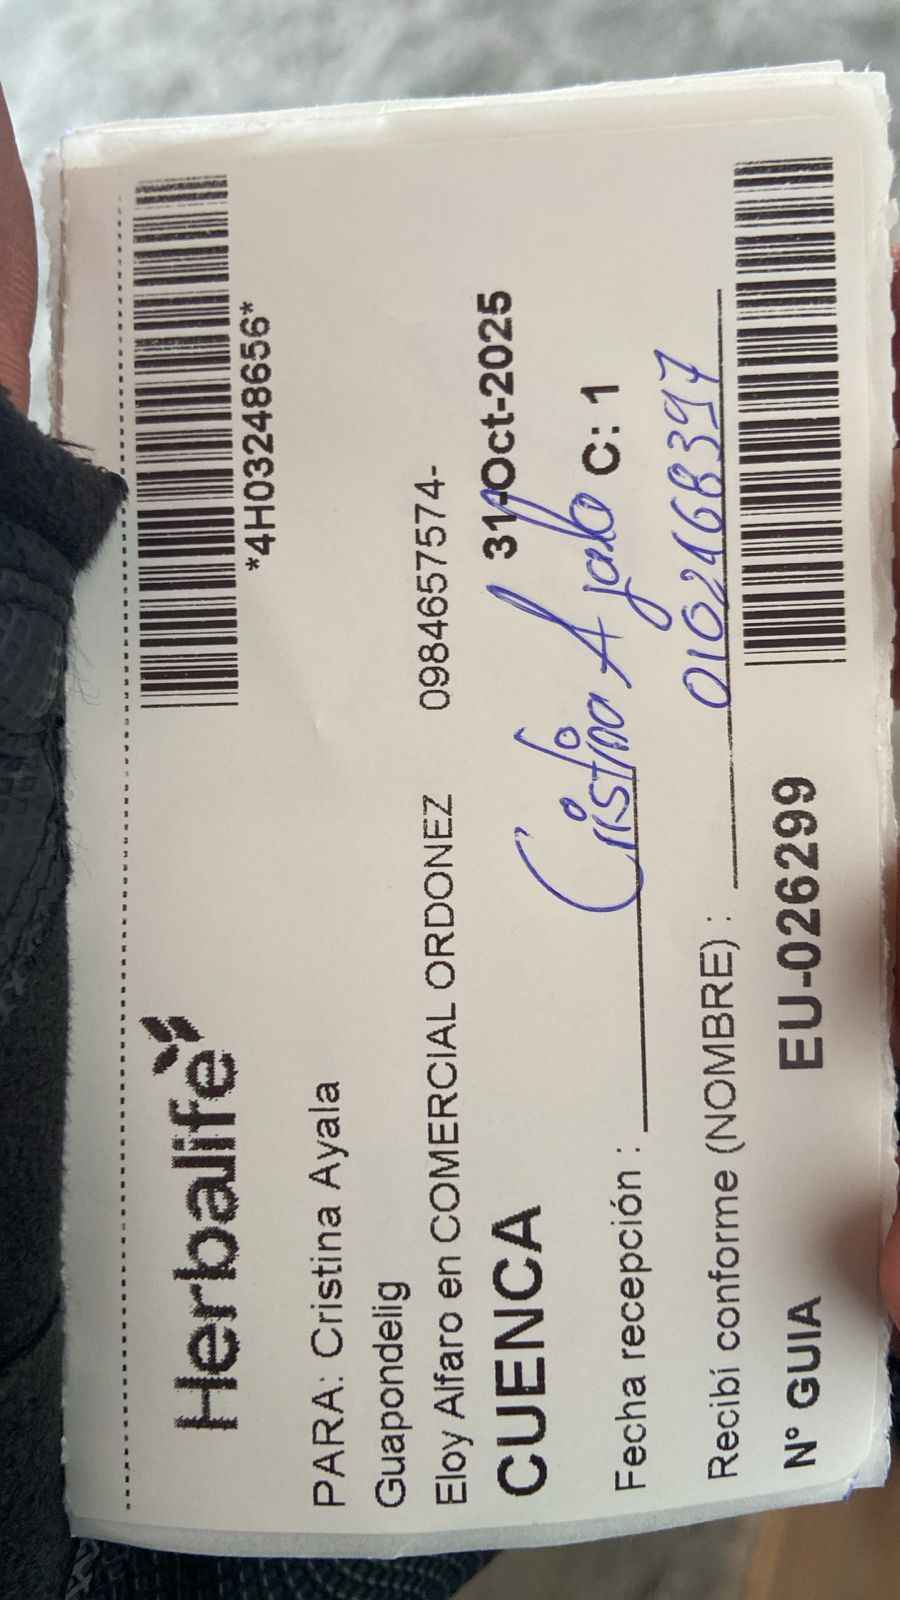 Herbalife
*4H03248656*
PARA: Cristina Ayala
Guapondelig
Eloy Alfaro en COMERCIAL ORDONEZ 0984657574-
CUENCA 31-Oct-2025
Cristina Ayala C: 1
Fecha recepción :
0102468397
Recibí conforme (NOMBRE) :
N° GUIA EU-026299